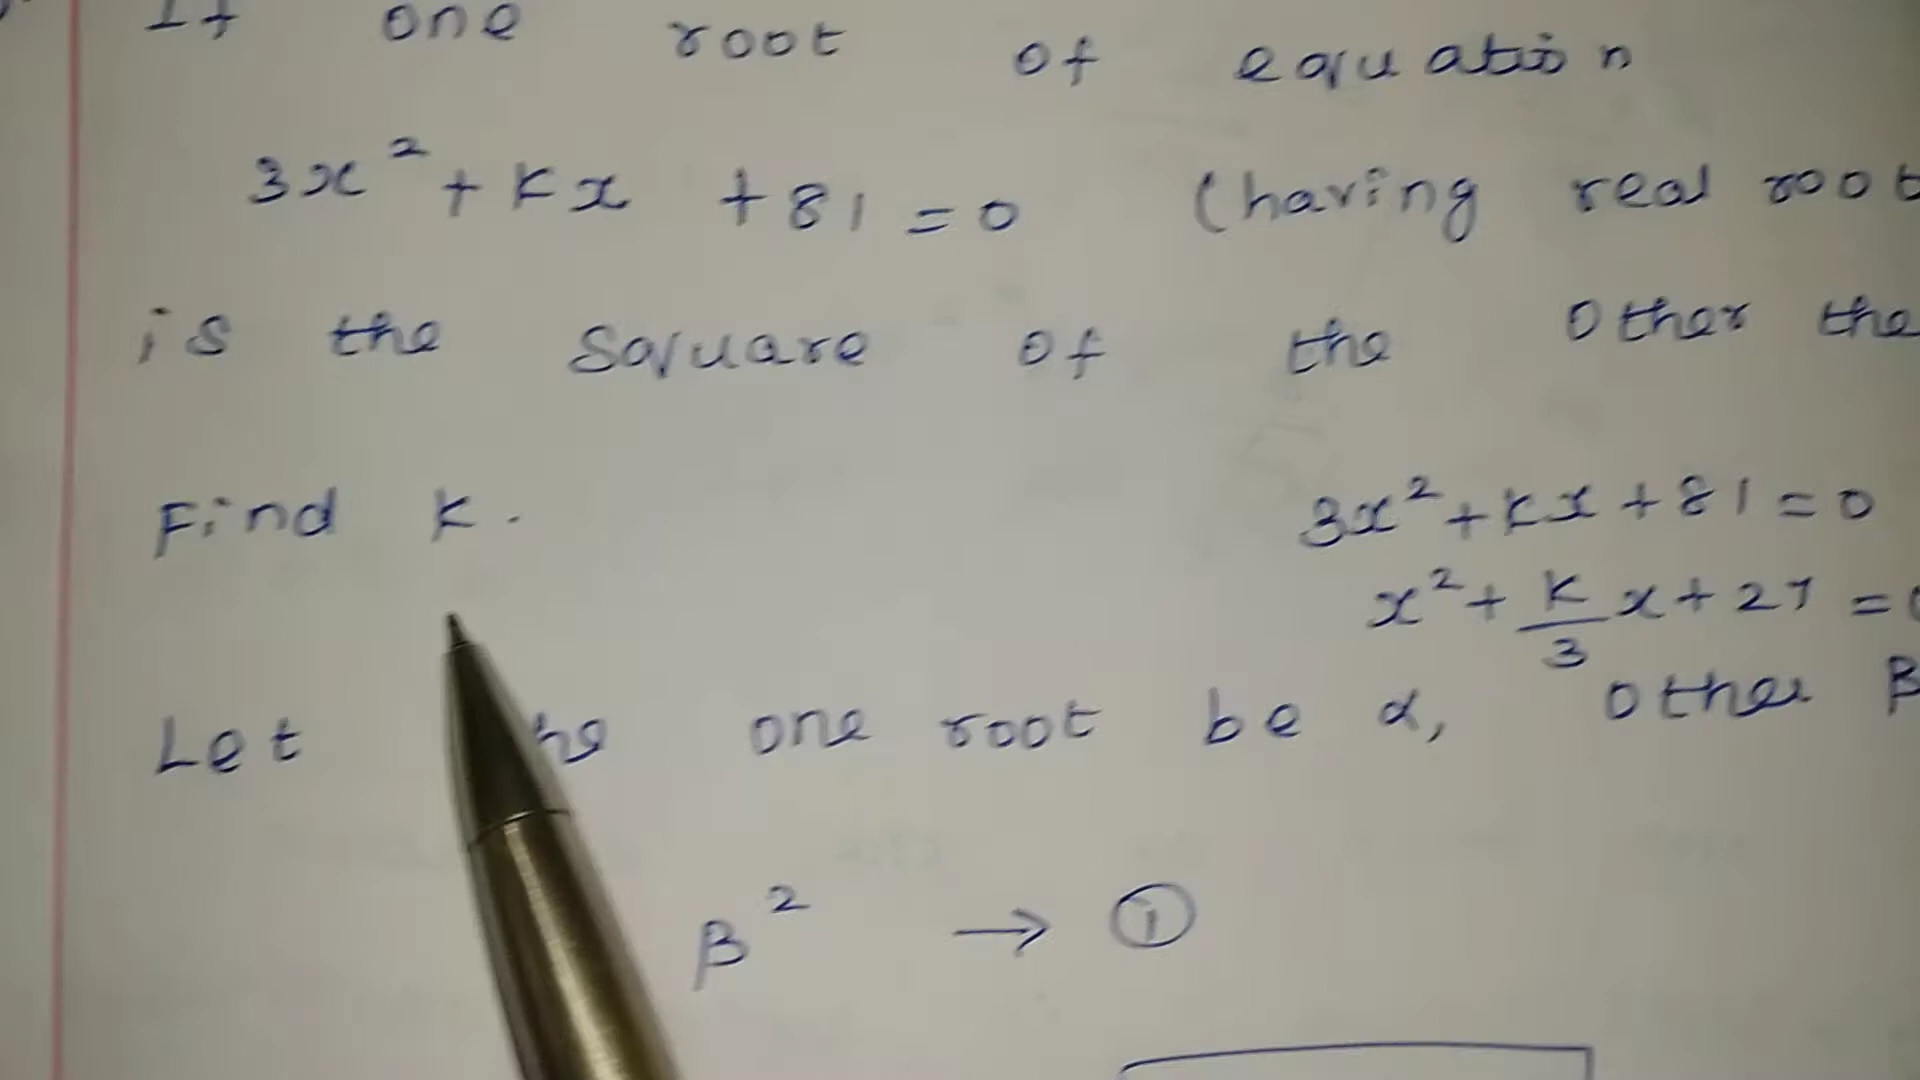 If one root of equation
3x² + kx + 81 = 0 (having real root
is the square of the other the
Find k.
3x² + kx + 81 = 0
x² + k/3 x + 27 = 0
Let one root be α, other β
β² → ①